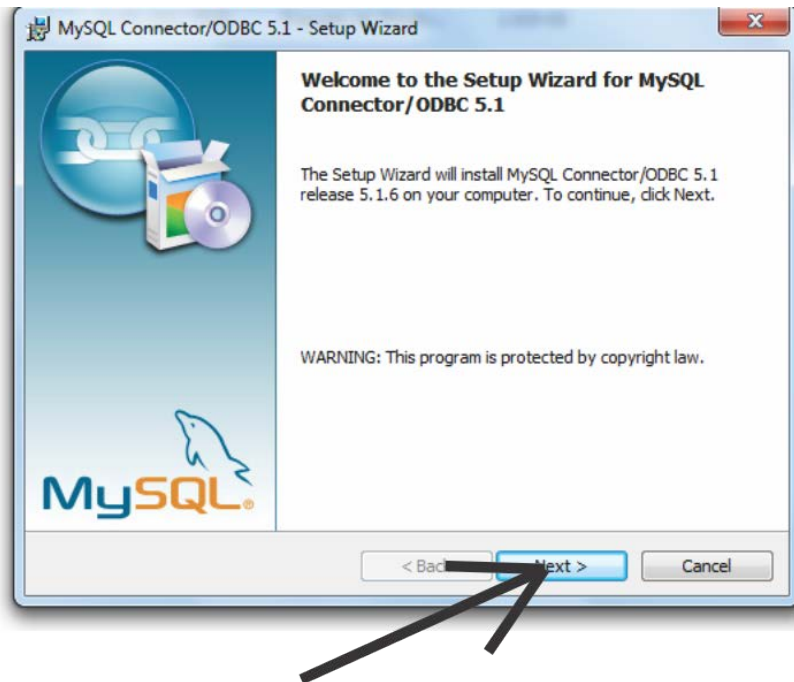 MySQL Connector/ODBC 5.1 - Setup Wizard
Welcome to the Setup Wizard for MySQL
Connector/ODBC 5.1
The Setup Wizard will install MySQL Connector/ODBC 5.1
release 5.1.6 on your computer. To continue, click Next.
WARNING: This program is protected by copyright law.
MySQL®
< Back Next > Cancel